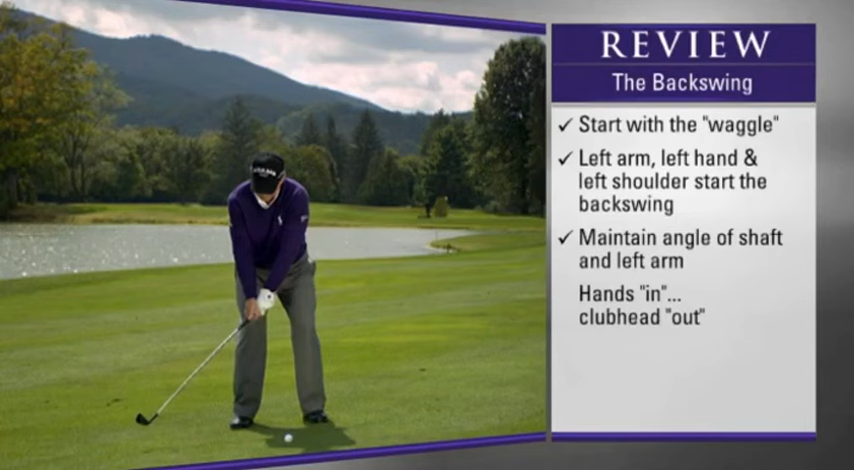 REVIEW
The Backswing
✓ Start with the "waggle"
✓ Left arm, left hand &
left shoulder start the
backswing
✓ Maintain angle of shaft
and left arm
Hands "in"...
clubhead "out"